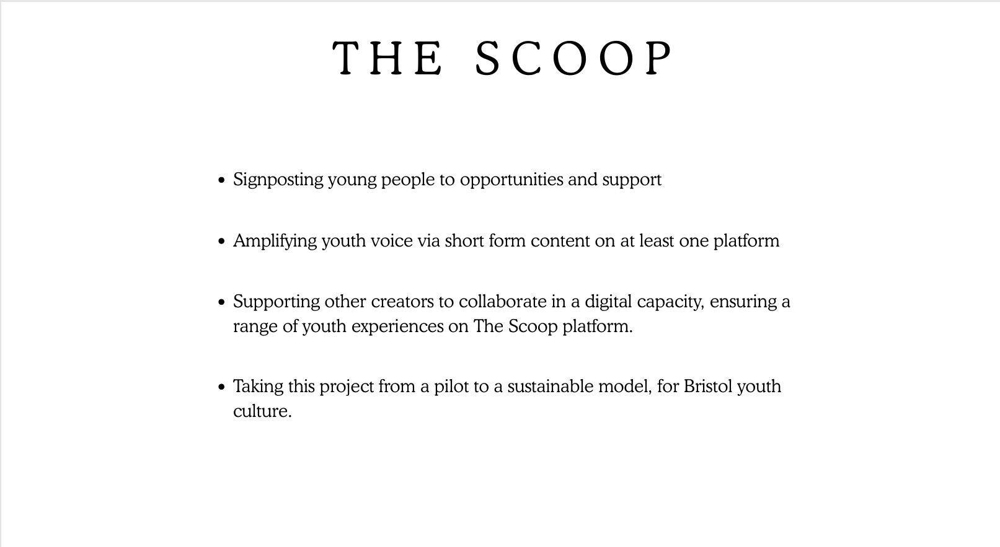 THE SCOOP
• Signposting young people to opportunities and support
• Amplifying youth voice via short form content on at least one platform
• Supporting other creators to collaborate in a digital capacity, ensuring a
range of youth experiences on The Scoop platform.
• Taking this project from a pilot to a sustainable model, for Bristol youth
culture.